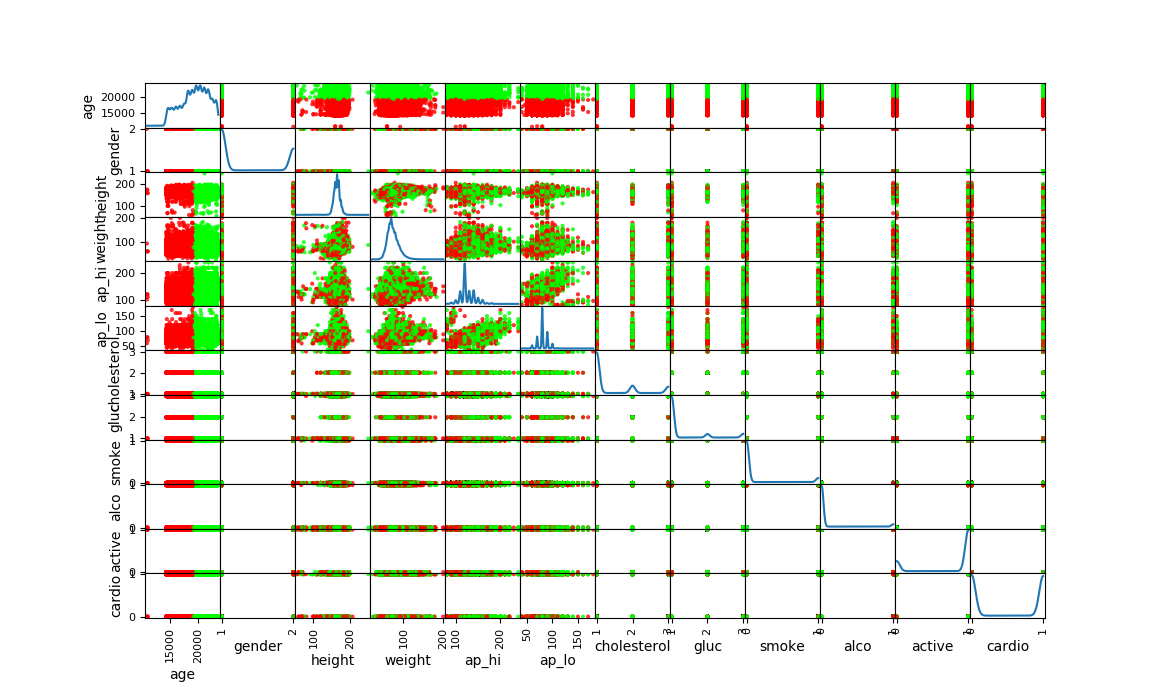 age
20000
15000
gender
2
1
height
200
100
weight
200
100
ap_hi
200
100
ap_lo
150
100
50
cholesterol
3
2
1
gluc
3
2
1
smoke
1
0
alco
1
0
active
1
0
cardio
1
0
15000 20000 1 2 100 200 100 200 100 200 50 100 150 1 2 3 1 2 3 0 1 0 1 0 1 0 1
gender cholesterol gluc smoke alco active cardio
height weight ap_hi ap_lo
age